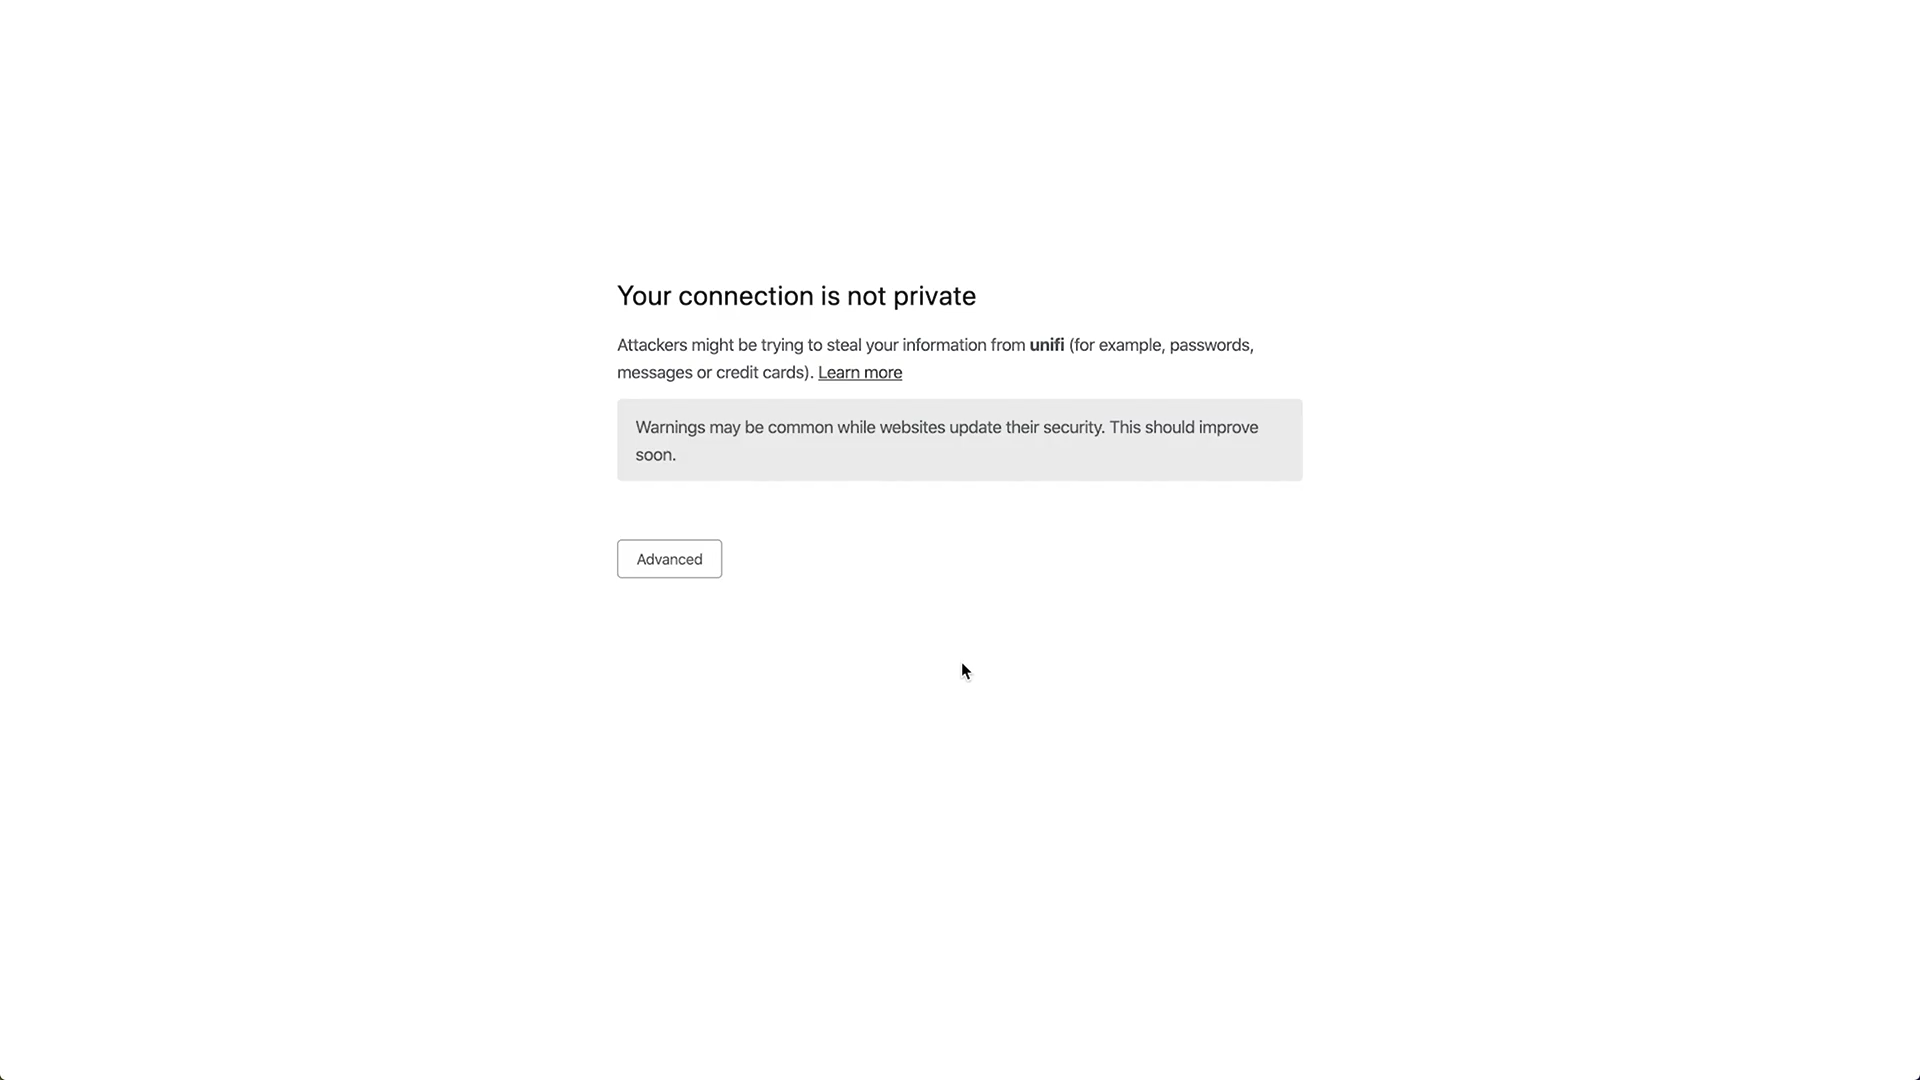 Your connection is not private
Attackers might be trying to steal your information from unifi (for example, passwords,
messages or credit cards). Learn more
Warnings may be common while websites update their security. This should improve
soon.
Advanced